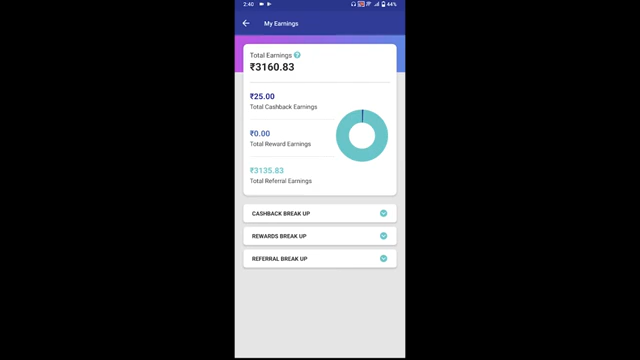 2:40
44%
My Earnings
Total Earnings ?
₹3160.83
₹25.00
Total Cashback Earnings
₹0.00
Total Reward Earnings
₹3135.83
Total Referral Earnings
CASHBACK BREAK UP
REWARDS BREAK UP
REFERRAL BREAK UP